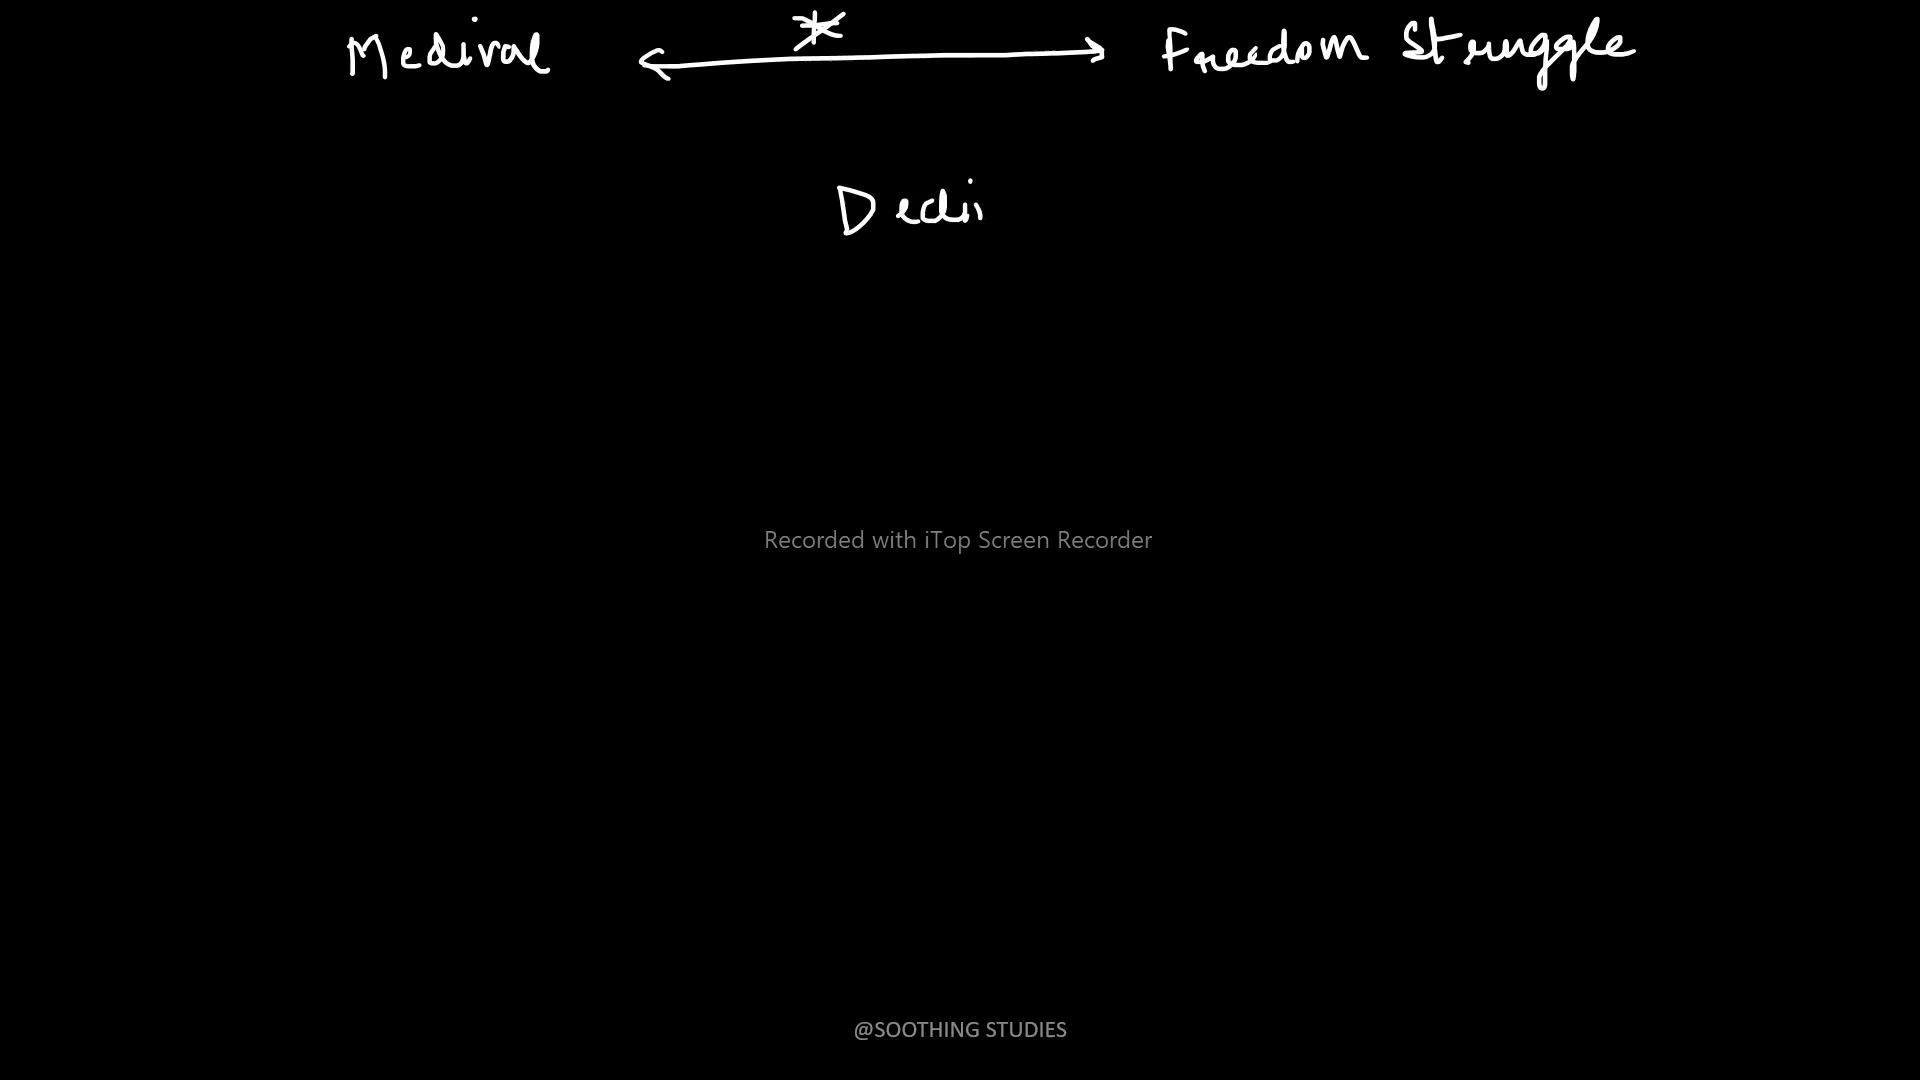 Medival ↔ * Freedom Struggle
Decli
Recorded with iTop Screen Recorder
@SOOTHING STUDIES